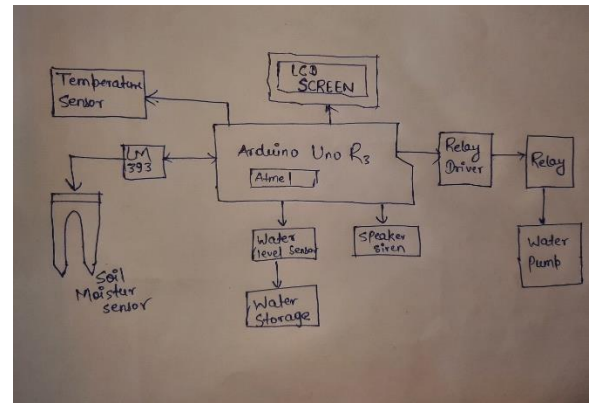 Temperature
Sensor
LCD
SCREEN
LM
393
Arduino Uno R3
Atmel
Relay
Driver
Relay
Water
level Sensor
Speaker
Siren
Water
Pump
Soil
Moistur
sensor
Water
Storage